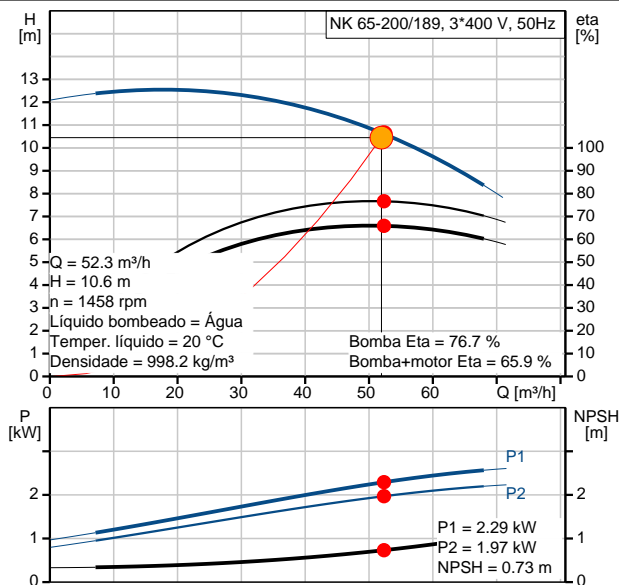 H
[m]
NK 65-200/189, 3*400 V, 50Hz
eta
[%]
13
12
11
10
9
8
7
6
5
4
3
2
1
0
100
90
80
70
60
50
40
30
20
10
0
Q = 52.3 m³/h
H = 10.6 m
n = 1458 rpm
Líquido bombeado = Água
Temper. líquido = 20 °C
Densidade = 998.2 kg/m³
Bomba Eta = 76.7 %
Bomba+motor Eta = 65.9 %
0 10 20 30 40 50 60 Q [m³/h]
P
[kW]
NPSH
[m]
2
1
0
2
1
0
P1
P2
P1 = 2.29 kW
P2 = 1.97 kW
NPSH = 0.73 m